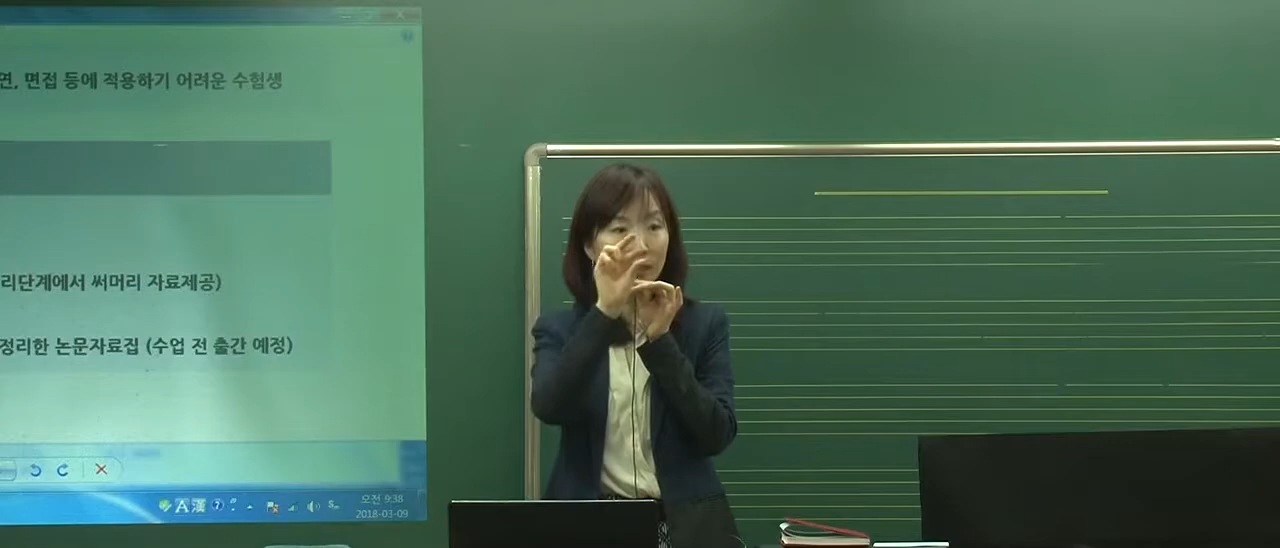 연, 면접 등에 적용하기 어려운 수험생
리단계에서 써머리 자료제공)
정리한 논문자료집 (수업 전 출간 예정)
A 漢
오전 9:38
2018-03-09